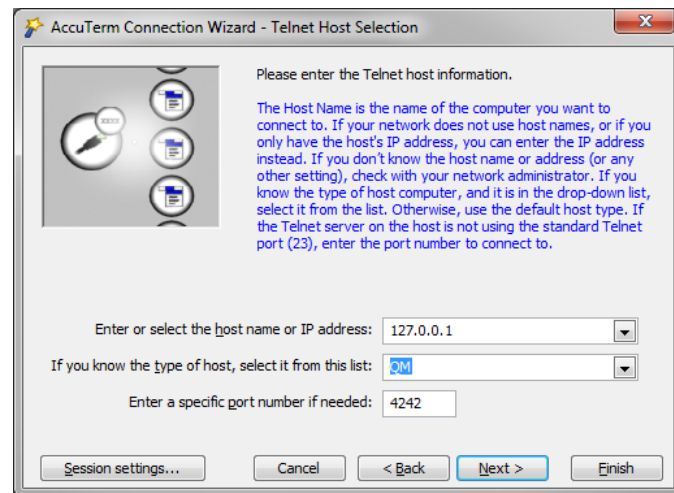 AccuTerm Connection Wizard - Telnet Host Selection
Please enter the Telnet host information.
The Host Name is the name of the computer you want to
connect to. If your network does not use host names, or if you
only have the host's IP address, you can enter the IP address
instead. If you don't know the host name or address (or any
other setting), check with your network administrator. If you
know the type of host computer, and it is in the drop-down list,
select it from the list. Otherwise, use the default host type. If
the Telnet server on the host is not using the standard Telnet
port (23), enter the port number to connect to.
Enter or select the host name or IP address: 127.0.0.1
If you know the type of host, select it from this list: QM
Enter a specific port number if needed: 4242
Session settings... Cancel < Back Next > Finish